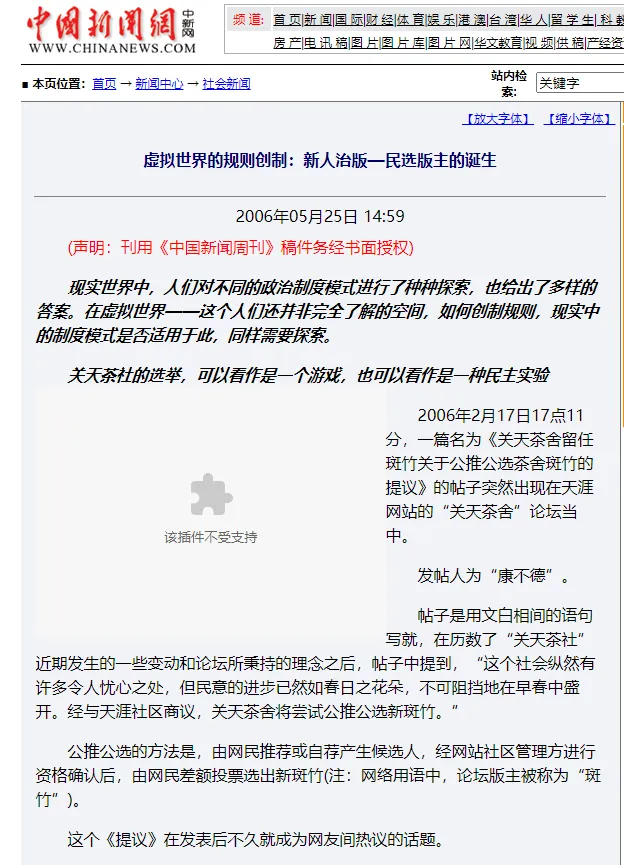 中國新闻網
中新网
WWW.CHINANEWS.COM
频 道:
首 页|新 闻|国 际|财 经|体 育|娱 乐|港 澳|台 湾|华 人|留 学 生| 科 教
房 产|电 讯 稿|图 片|图 片 库|图 片 网|华文教育|视 频|供 稿|产经资
■ 本页位置: 首页 → 新闻中心 → 社会新闻
站内检
索:
关键字
【放大字体】 【缩小字体】
虚拟世界的规则创制：新人治版—民选版主的诞生
2006年05月25日 14:59
(声明：刊用《中国新闻周刊》稿件务经书面授权)
现实世界中，人们对不同的政治制度模式进行了种种探索，也给出了多样的
答案。在虚拟世界——这个人们还并非完全了解的空间，如何创制规则，现实中
的制度模式是否适用于此，同样需要探索。
关天茶社的选举，可以看作是一个游戏，也可以看作是一种民主实验
该插件不受支持
2006年2月17日17点11
分，一篇名为《关天茶舍留任
斑竹关于公推公选茶舍斑竹的
提议》的帖子突然出现在天涯
网站的“关天茶舍”论坛当
中。
发帖人为“康不德”。
帖子是用文白相间的语句
写就，在历数了“关天茶社”
近期发生的一些变动和论坛所秉持的理念之后，帖子中提到，“这个社会纵然有
许多令人忧心之处，但民意的进步已然如春日之花朵，不可阻挡地在早春中盛
开。经与天涯社区商议，关天茶舍将尝试公推公选新斑竹。”
公推公选的方法是，由网民推荐或自荐产生候选人，经网站社区管理方进行
资格确认后，由网民差额投票选出新斑竹(注：网络用语中，论坛版主被称为“斑
竹”)。
这个《提议》在发表后不久就成为网友间热议的话题。